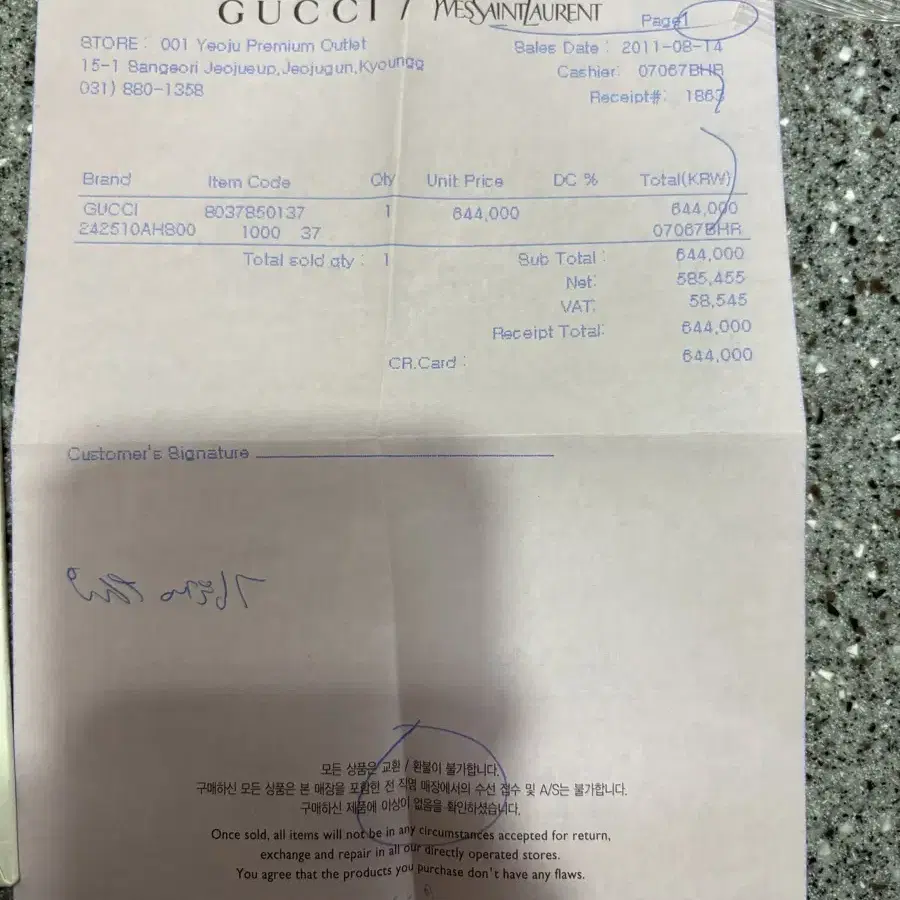 GUCCI / YVESSAINTLAURENT
Page1
STORE : 001 Yeoju Premium Outlet
Sales Date : 2011-08-14
15-1 Sangeori Jeojueup,Jeojugun,Kyoungg
Cashier: 07067BHR
031) 880-1358
Receipt#: 1863
Brand Item Code Qty Unit Price DC % Total(KRW)
GUCCI 8037850137 1 644,000 644,000
242510AH800 1000 37 07067BHR
Total sold qty : 1 Sub Total : 644,000
Net: 585,455
VAT: 58,545
Receipt Total: 644,000
CR.Card : 644,000
Customer's Signature
모든 상품은 교환 / 환불이 불가합니다.
구매하신 모든 상품은 본 매장을 포함한 전 직영 매장에서의 수선 접수 및 A/S는 불가합니다.
구매하신 제품에 이상이 없음을 확인하셨습니다.
Once sold, all items will not be in any circumstances accepted for return,
exchange and repair in all our directly operated stores.
You agree that the products you purchase don't have any flaws.